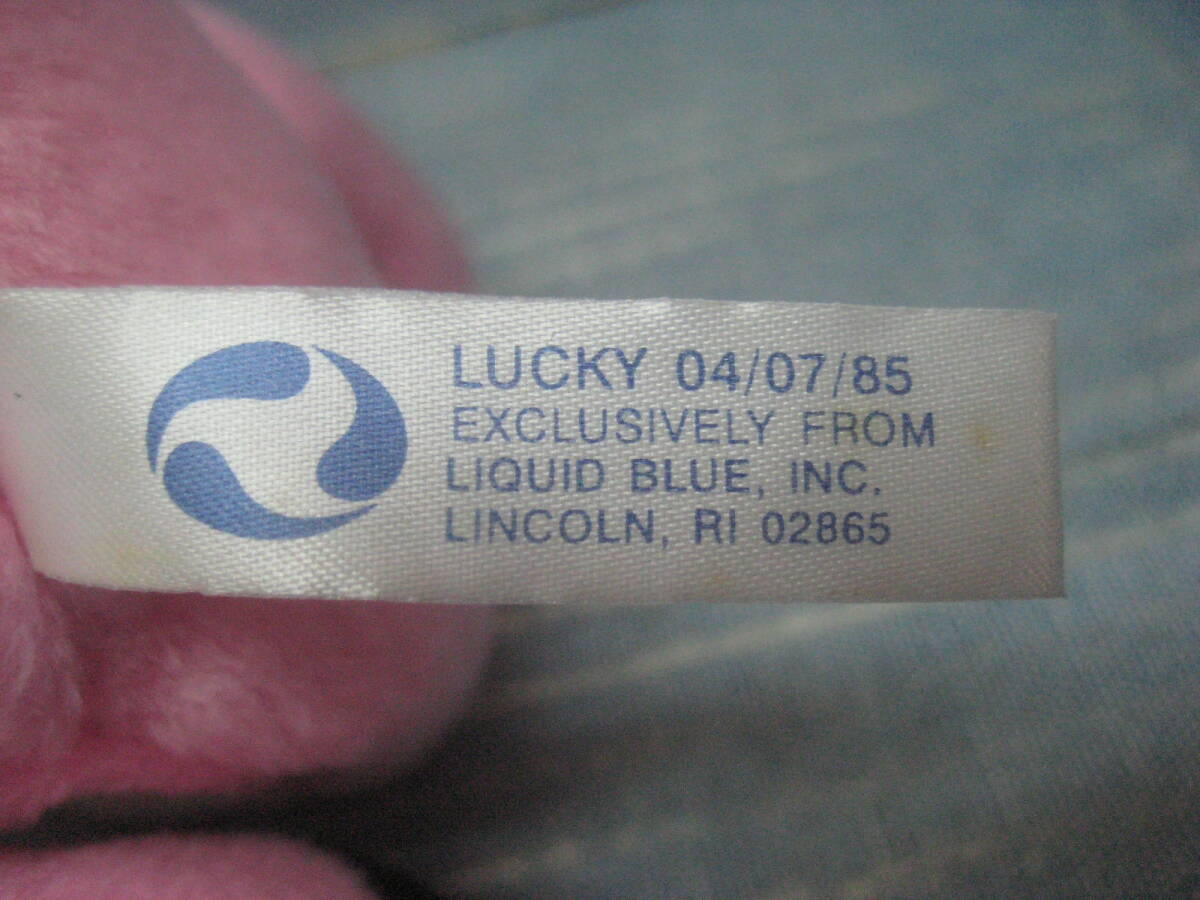 LUCKY 04/07/85
EXCLUSIVELY FROM
LIQUID BLUE, INC.
LINCOLN, RI 02865